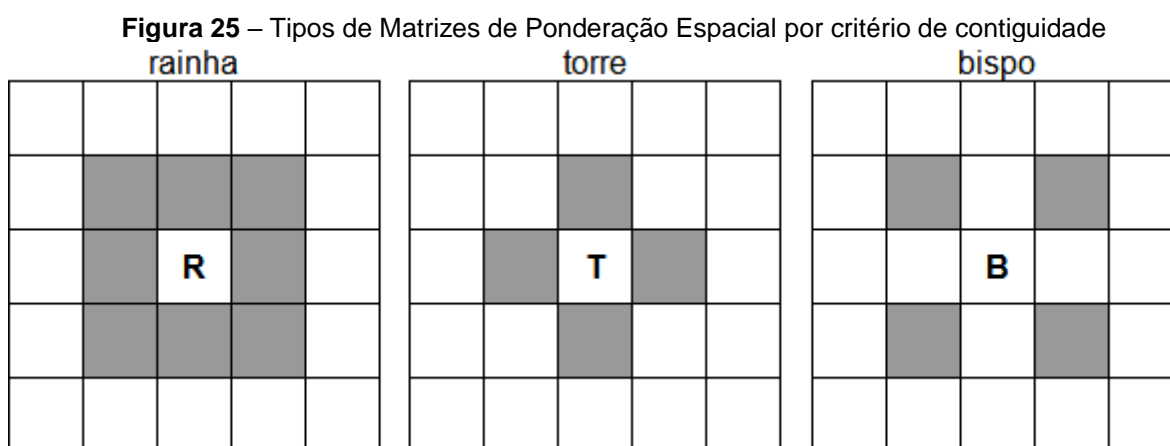 Figura 25 – Tipos de Matrizes de Ponderação Espacial por critério de contiguidade
rainha torre bispo
R T B